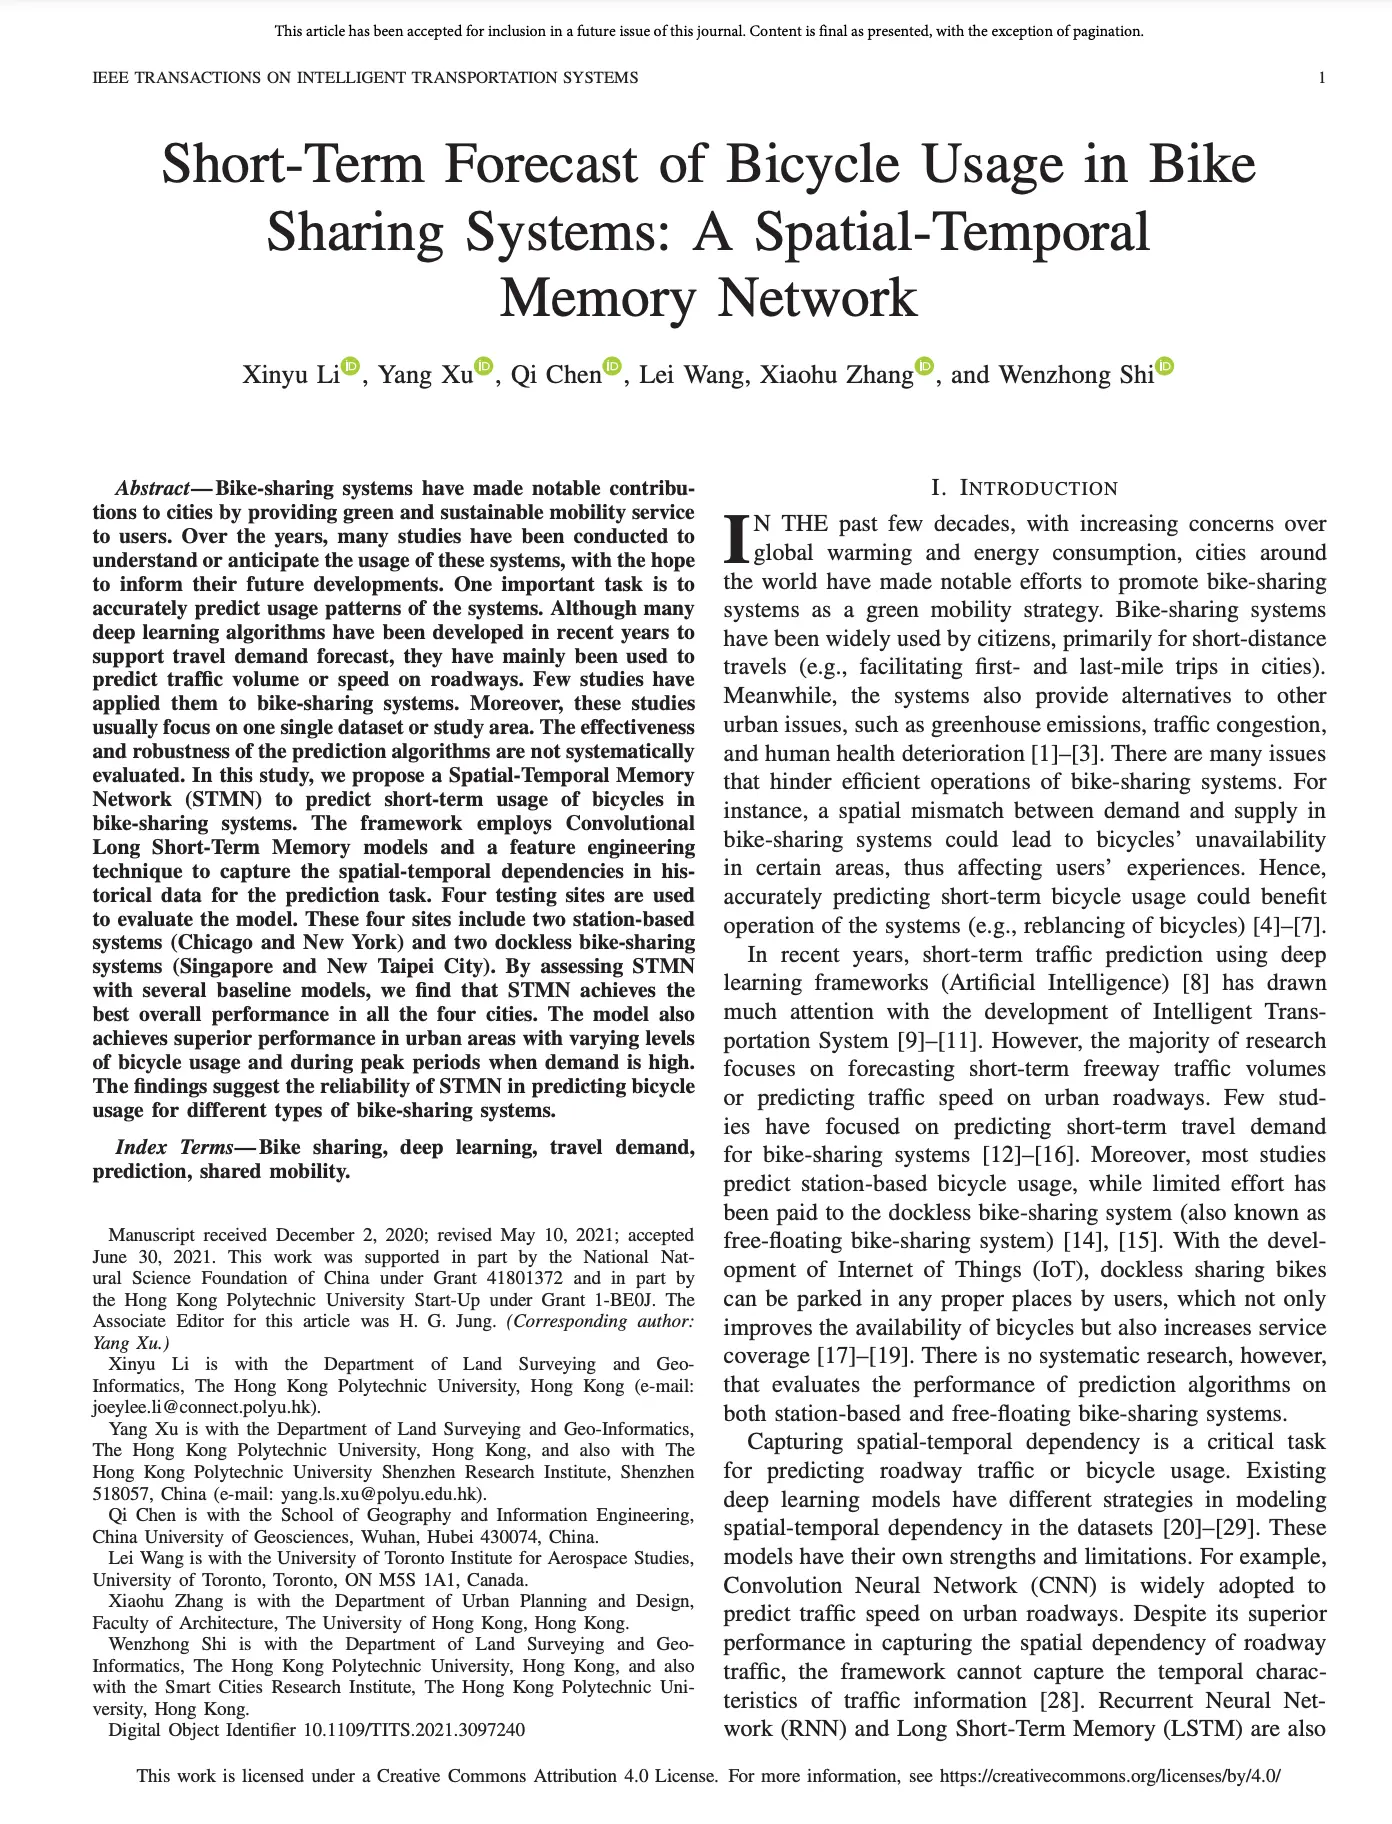 This article has been accepted for inclusion in a future issue of this journal. Content is final as presented, with the exception of pagination.
IEEE TRANSACTIONS ON INTELLIGENT TRANSPORTATION SYSTEMS 1
Short-Term Forecast of Bicycle Usage in Bike
Sharing Systems: A Spatial-Temporal
Memory Network
Xinyu Li, Yang Xu, Qi Chen, Lei Wang, Xiaohu Zhang, and Wenzhong Shi
Abstract—Bike-sharing systems have made notable contribu-
tions to cities by providing green and sustainable mobility service
to users. Over the years, many studies have been conducted to
understand or anticipate the usage of these systems, with the hope
to inform their future developments. One important task is to
accurately predict usage patterns of the systems. Although many
deep learning algorithms have been developed in recent years to
support travel demand forecast, they have mainly been used to
predict traffic volume or speed on roadways. Few studies have
applied them to bike-sharing systems. Moreover, these studies
usually focus on one single dataset or study area. The effectiveness
and robustness of the prediction algorithms are not systematically
evaluated. In this study, we propose a Spatial-Temporal Memory
Network (STMN) to predict short-term usage of bicycles in
bike-sharing systems. The framework employs Convolutional
Long Short-Term Memory models and a feature engineering
technique to capture the spatial-temporal dependencies in his-
torical data for the prediction task. Four testing sites are used
to evaluate the model. These four sites include two station-based
systems (Chicago and New York) and two dockless bike-sharing
systems (Singapore and New Taipei City). By assessing STMN
with several baseline models, we find that STMN achieves the
best overall performance in all the four cities. The model also
achieves superior performance in urban areas with varying levels
of bicycle usage and during peak periods when demand is high.
The findings suggest the reliability of STMN in predicting bicycle
usage for different types of bike-sharing systems.
Index Terms—Bike sharing, deep learning, travel demand,
prediction, shared mobility.
Manuscript received December 2, 2020; revised May 10, 2021; accepted
June 30, 2021. This work was supported in part by the National Nat-
ural Science Foundation of China under Grant 41801372 and in part by
the Hong Kong Polytechnic University Start-Up under Grant 1-BE0J. The
Associate Editor for this article was H. G. Jung. (Corresponding author:
Yang Xu.)
Xinyu Li is with the Department of Land Surveying and Geo-
Informatics, The Hong Kong Polytechnic University, Hong Kong (e-mail:
joeylee.li@connect.polyu.hk).
Yang Xu is with the Department of Land Surveying and Geo-Informatics,
The Hong Kong Polytechnic University, Hong Kong, and also with The
Hong Kong Polytechnic University Shenzhen Research Institute, Shenzhen
518057, China (e-mail: yang.ls.xu@polyu.edu.hk).
Qi Chen is with the School of Geography and Information Engineering,
China University of Geosciences, Wuhan, Hubei 430074, China.
Lei Wang is with the University of Toronto Institute for Aerospace Studies,
University of Toronto, Toronto, ON M5S 1A1, Canada.
Xiaohu Zhang is with the Department of Urban Planning and Design,
Faculty of Architecture, The University of Hong Kong, Hong Kong.
Wenzhong Shi is with the Department of Land Surveying and Geo-
Informatics, The Hong Kong Polytechnic University, Hong Kong, and also
with the Smart Cities Research Institute, The Hong Kong Polytechnic Uni-
versity, Hong Kong.
Digital Object Identifier 10.1109/TITS.2021.3097240
I. INTRODUCTION
IN THE past few decades, with increasing concerns over
global warming and energy consumption, cities around
the world have made notable efforts to promote bike-sharing
systems as a green mobility strategy. Bike-sharing systems
have been widely used by citizens, primarily for short-distance
travels (e.g., facilitating first- and last-mile trips in cities).
Meanwhile, the systems also provide alternatives to other
urban issues, such as greenhouse emissions, traffic congestion,
and human health deterioration [1]–[3]. There are many issues
that hinder efficient operations of bike-sharing systems. For
instance, a spatial mismatch between demand and supply in
bike-sharing systems could lead to bicycles’ unavailability
in certain areas, thus affecting users’ experiences. Hence,
accurately predicting short-term bicycle usage could benefit
operation of the systems (e.g., reblancing of bicycles) [4]–[7].
In recent years, short-term traffic prediction using deep
learning frameworks (Artificial Intelligence) [8] has drawn
much attention with the development of Intelligent Trans-
portation System [9]–[11]. However, the majority of research
focuses on forecasting short-term freeway traffic volumes
or predicting traffic speed on urban roadways. Few stud-
ies have focused on predicting short-term travel demand
for bike-sharing systems [12]–[16]. Moreover, most studies
predict station-based bicycle usage, while limited effort has
been paid to the dockless bike-sharing system (also known as
free-floating bike-sharing system) [14], [15]. With the devel-
opment of Internet of Things (IoT), dockless sharing bikes
can be parked in any proper places by users, which not only
improves the availability of bicycles but also increases service
coverage [17]–[19]. There is no systematic research, however,
that evaluates the performance of prediction algorithms on
both station-based and free-floating bike-sharing systems.
Capturing spatial-temporal dependency is a critical task
for predicting roadway traffic or bicycle usage. Existing
deep learning models have different strategies in modeling
spatial-temporal dependency in the datasets [20]–[29]. These
models have their own strengths and limitations. For example,
Convolution Neural Network (CNN) is widely adopted to
predict traffic speed on urban roadways. Despite its superior
performance in capturing the spatial dependency of roadway
traffic, the framework cannot capture the temporal charac-
teristics of traffic information [28]. Recurrent Neural Net-
work (RNN) and Long Short-Term Memory (LSTM) are also
This work is licensed under a Creative Commons Attribution 4.0 License. For more information, see https://creativecommons.org/licenses/by/4.0/